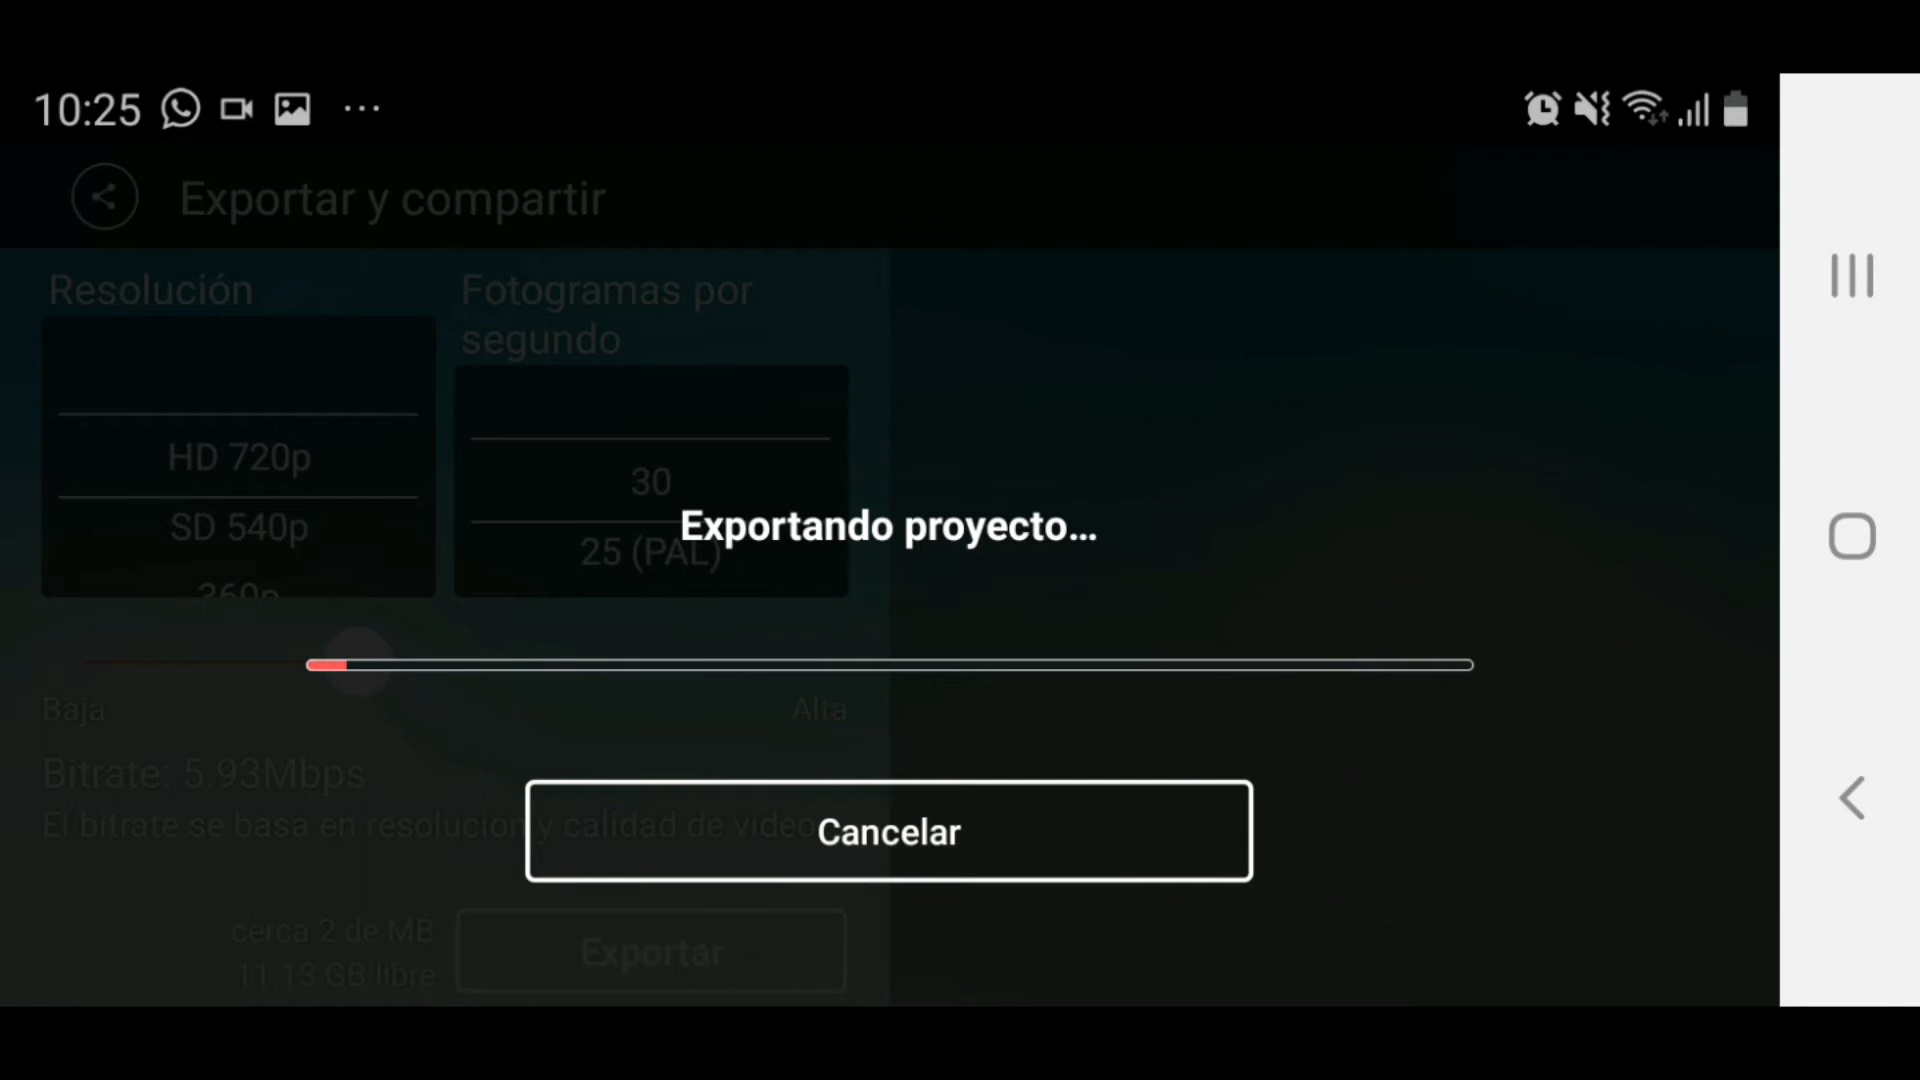 10:25
Exportar y compartir
Resolución
Fotogramas por
segundo
HD 720p
SD 540p
360p
30
25 (PAL)
Exportando proyecto...
Baja
Alta
Bitrate: 5.93Mbps
El bitrate se basa en resolución y calidad de video
Cancelar
cerca 2 de MB
11.13 GB libre
Exportar